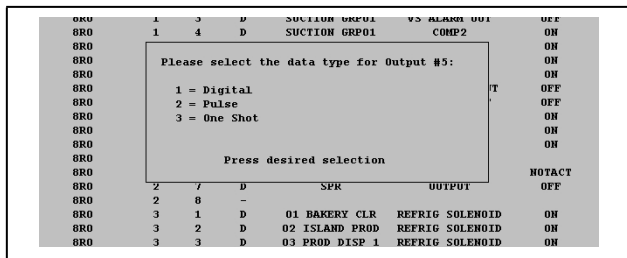 8RO 1 3 D SUCTION GRP01 VS ALARM OUT OFF
8RO 1 4 D SUCTION GRP01 COMP2 ON
8RO ON
8RO Please select the data type for Output #5: ON
8RO ON
8RO 1 = Digital UT OFF
8RO 2 = Pulse OFF
8RO 3 = One Shot ON
8RO ON
8RO ON
8RO Press desired selection
8RO NOTACT
8RO 2 7 D SPR OUTPUT OFF
8RO 2 8 -
8RO 3 1 D 01 BAKERY CLR REFRIG SOLENOID ON
8RO 3 2 D 02 ISLAND PROD REFRIG SOLENOID ON
8RO 3 3 D 03 PROD DISP 1 REFRIG SOLENOID ON